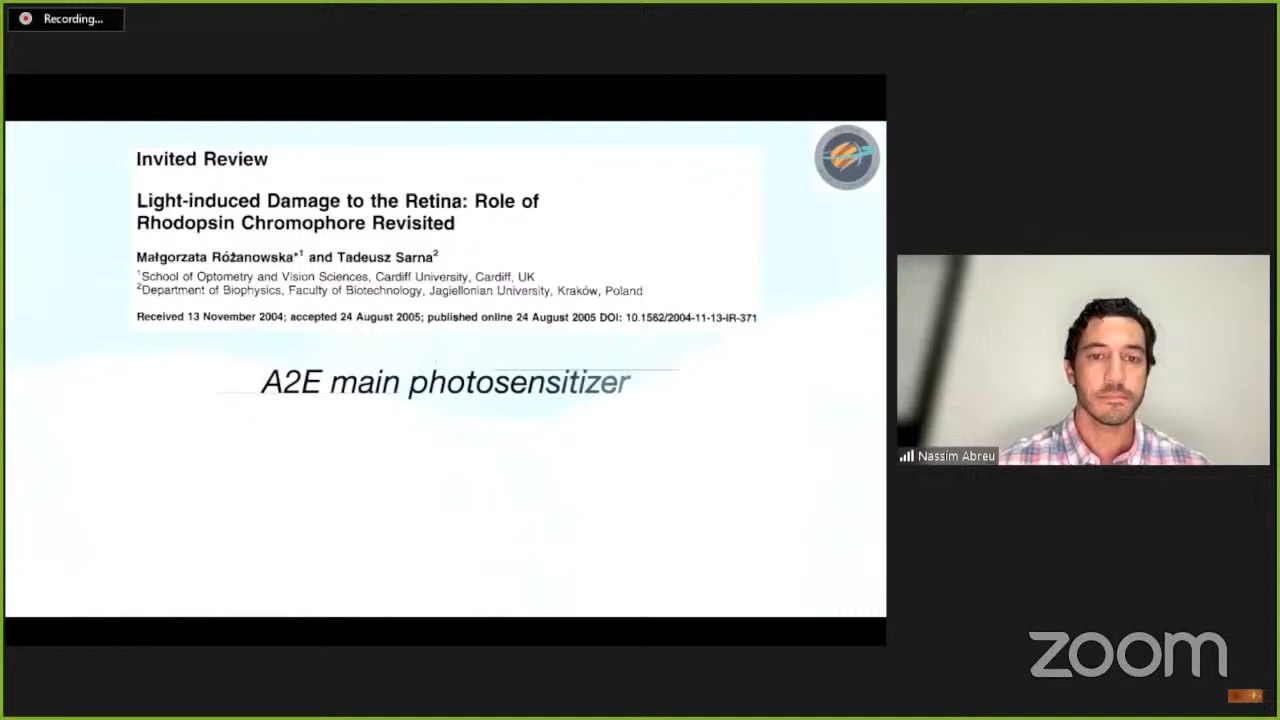 Recording...
Invited Review
Light-induced Damage to the Retina: Role of
Rhodopsin Chromophore Revisited
Małgorzata Różanowska*1 and Tadeusz Sarna2
1School of Optometry and Vision Sciences, Cardiff University, Cardiff, UK
2Department of Biophysics, Faculty of Biotechnology, Jagiellonian University, Kraków, Poland
Received 13 November 2004; accepted 24 August 2005; published online 24 August 2005 DOI: 10.1562/2004-11-13-IR-371
A2E main photosensitizer
Nassim Abreu
zoom